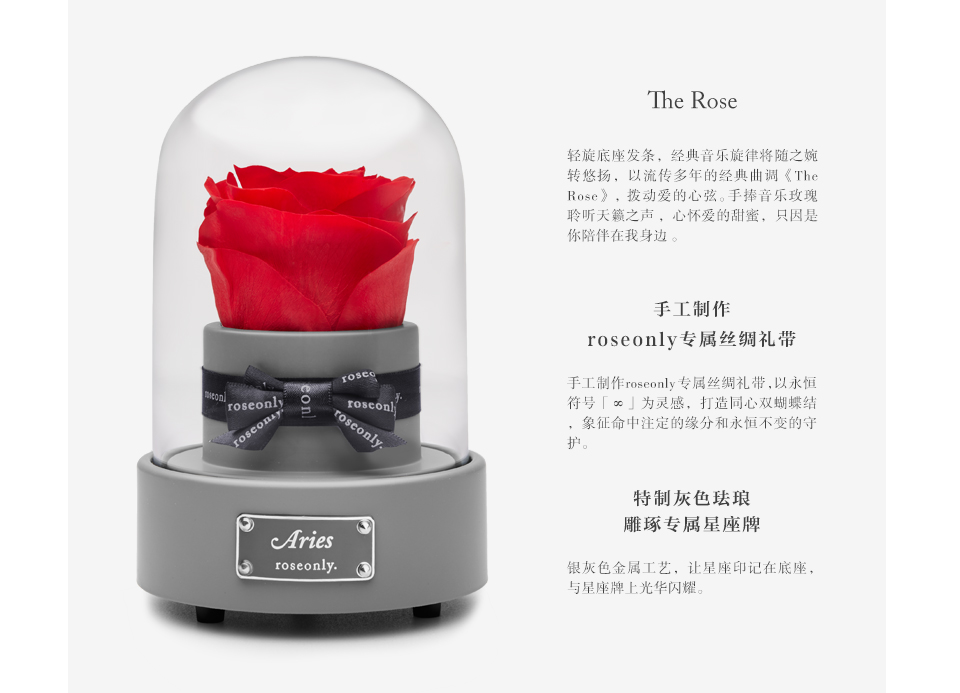 The Rose
轻旋底座发条，经典音乐旋律将随之婉
转悠扬，以流传多年的经典曲调《The
Rose》，拨动爱的心弦。手捧音乐玫瑰
聆听天籁之声，心怀爱的甜蜜，只因是
你陪伴在我身边 。
手工制作
roseonly专属丝绸礼带
手工制作roseonly专属丝绸礼带,以永恒
符号「 ∞ 」为灵感，打造同心双蝴蝶结
，象征命中注定的缘分和永恒不变的守
护。
特制灰色珐琅
雕琢专属星座牌
银灰色金属工艺，让星座印记在底座，
与星座牌上光华闪耀。
roseonly.
roseonly.
roseonly.
Aries
roseonly.